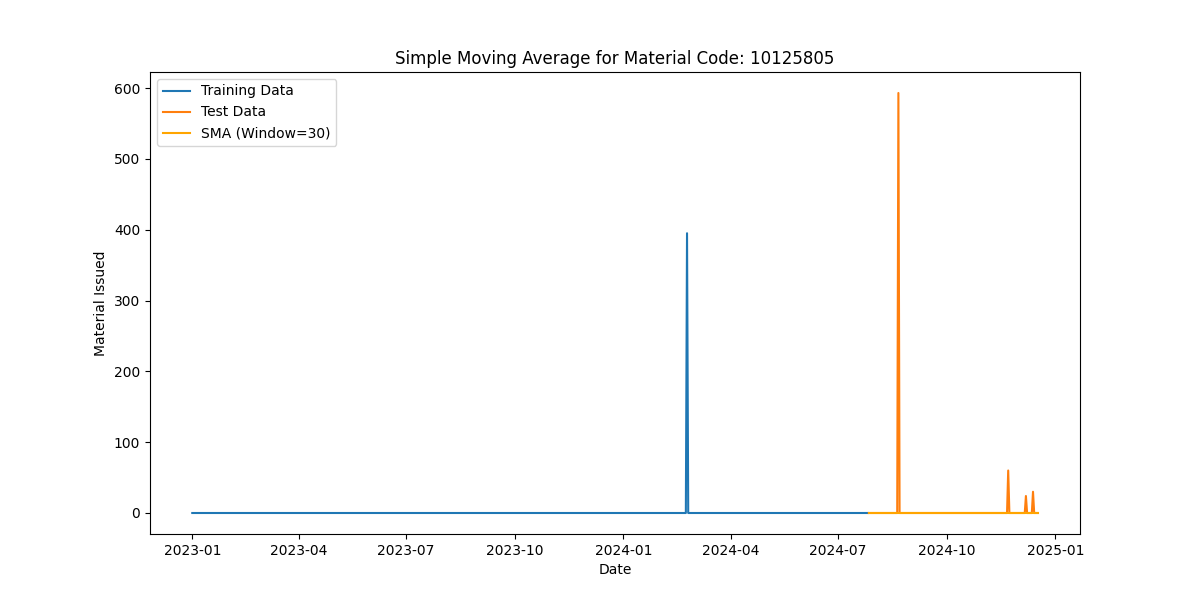 Simple Moving Average for Material Code: 10125805
Training Data
Test Data
SMA (Window=30)
Material Issued
600
500
400
300
200
100
0
2023-01 2023-04 2023-07 2023-10 2024-01 2024-04 2024-07 2024-10 2025-01
Date